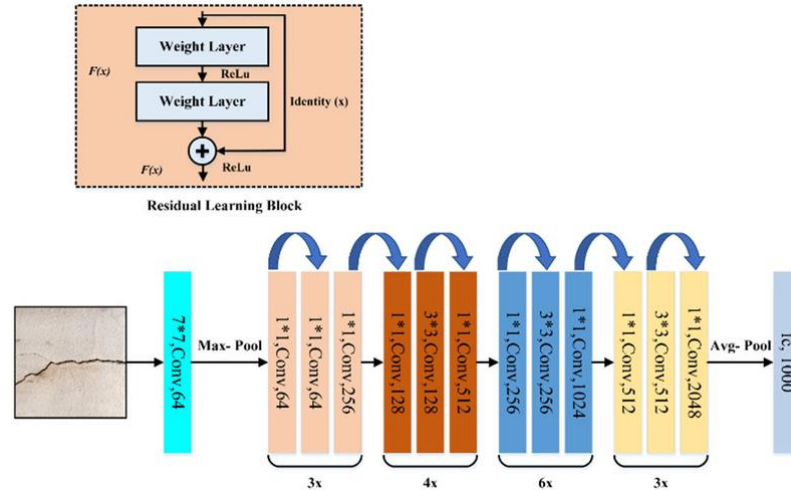 Weight Layer
F(x)
ReLu
Weight Layer
Identity (x)
+
F(x)
ReLu
Residual Learning Block
7*7,Conv,64
Max- Pool
1*1,Conv,64
1*1,Conv,64
1*1,Conv,256
1*1,Conv,128
3*3,Conv,128
1*1,Conv,512
1*1,Conv,256
3*3,Conv,256
1*1,Conv,1024
1*1,Conv,512
3*3,Conv,512
1*1,Conv,2048
Avg- Pool
1000
3x
4x
6x
3x